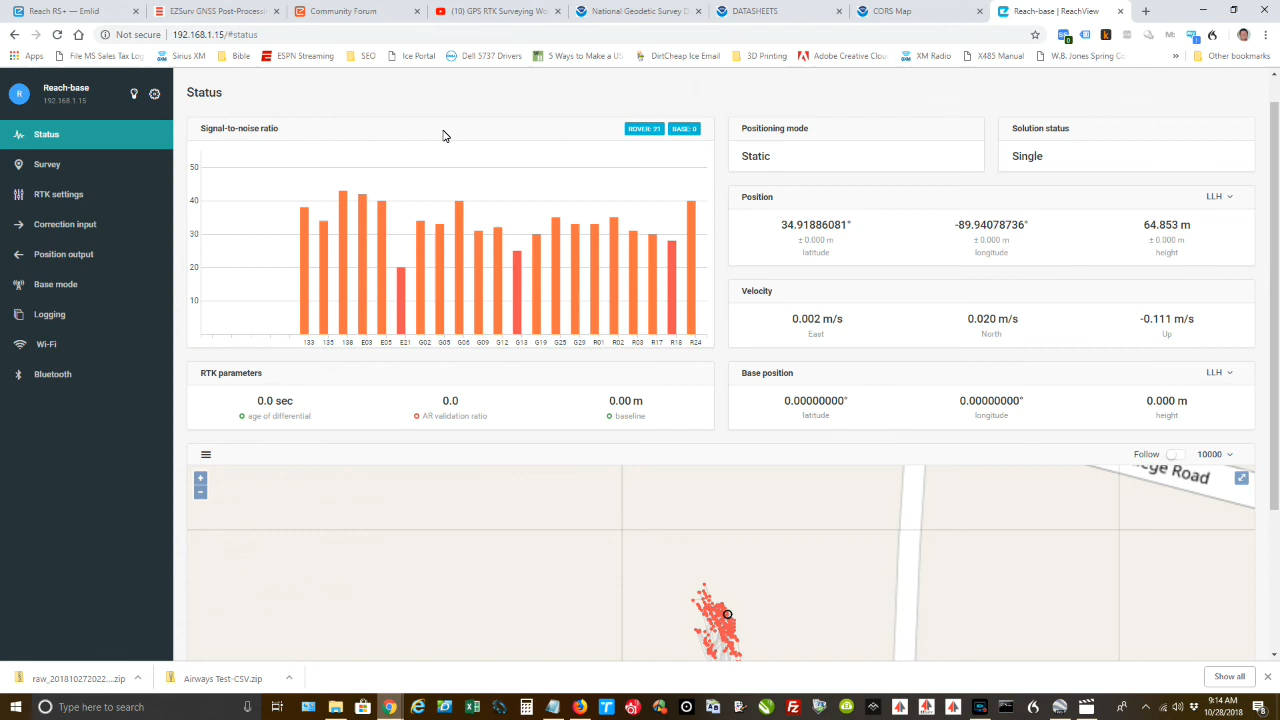 Reach RS+ — Emlid
EZSurv GNSS Post-Processi
Community Forum
(10) GPS RTK Surveying Wo
National Geodetic Survey D
DATASHEETS
CORS Map
Reach-base | ReachView
Not secure | 192.168.1.15/#status
Apps
File MS Sales Tax Log
Sirius XM
Bible
ESPN Streaming
SEO
Ice Portal
Dell 5737 Drivers
5 Ways to Make a US
DirtCheap Ice Email
3D Printing
Adobe Creative Clou
XM Radio
X485 Manual
W.B. Jones Spring Co
»
Other bookmarks
R
Reach-base
192.168.1.15
Status
Survey
RTK settings
Correction input
Position output
Base mode
Logging
Wi-Fi
Bluetooth
Status
Signal-to-noise ratio
ROVER: 21
BASE: 0
50
40
30
20
10
133 135 138 E03 E05 E21 G02 G05 G06 G09 G12 G13 G19 G25 G29 R01 R02 R03 R17 R18 R24
Positioning mode
Static
Solution status
Single
Position
LLH
34.91886081° -89.94078736° 64.853 m
± 0.000 m ± 0.000 m ± 0.000 m
latitude longitude height
Velocity
0.002 m/s 0.020 m/s -0.111 m/s
East North Up
RTK parameters
0.0 sec 0.0 0.00 m
age of differential AR validation ratio baseline
Base position
LLH
0.00000000° 0.00000000° 0.000 m
latitude longitude height
Follow
10000
+
−
ege Road
raw_201810272022....zip
Airways Test-CSV.zip
Show all
Type here to search
9:14 AM
10/28/2018